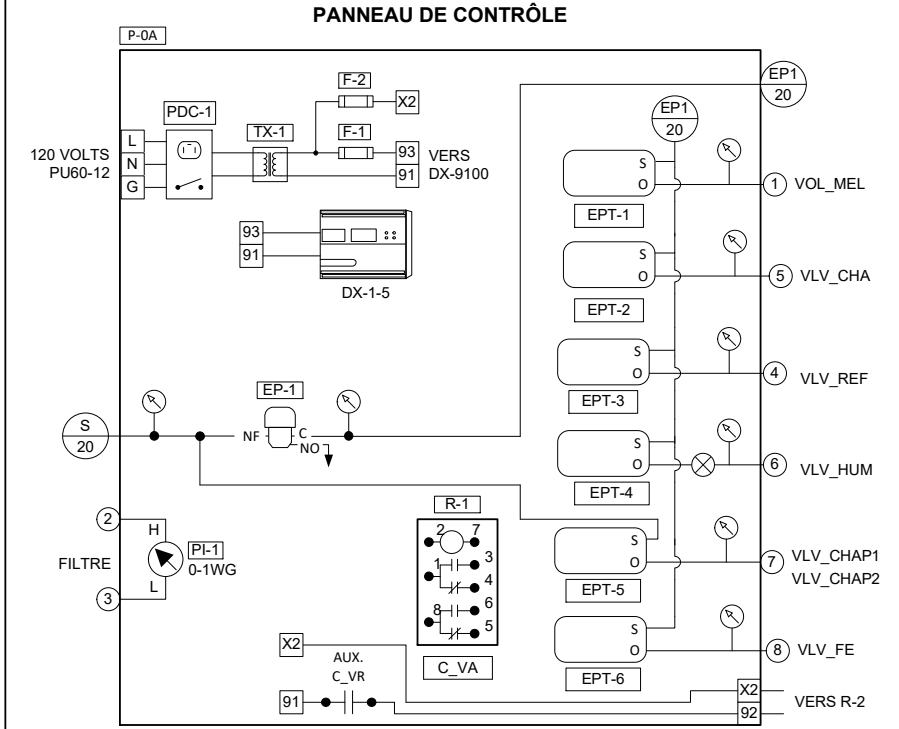 PANNEAU DE CONTRÔLE
P-0A
EP1
20
F-2
X2
PDC-1
TX-1
F-1
EP1
20
120 VOLTS
PU60-12
L
N
G
93
91
VERS
DX-9100
S
O
EPT-1
1
VOL_MEL
93
91
DX-1-5
S
O
EPT-2
5
VLV_CHA
S
O
EPT-3
4
VLV_REF
S
20
EP-1
NF
C
NO
S
O
EPT-4
6
VLV_HUM
2
3
FILTRE
H
L
PI-1
0-1WG
R-1
2
7
1
3
4
8
6
5
C_VA
S
O
EPT-5
7
VLV_CHAP1
VLV_CHAP2
S
O
EPT-6
8
VLV_FE
X2
AUX.
C_VR
91
X2
92
VERS R-2